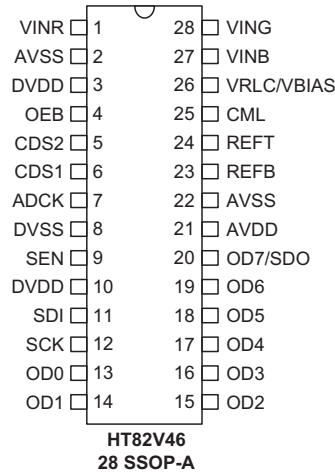 VINR 1 28 VING
AVSS 2 27 VINB
DVDD 3 26 VRLC/VBIAS
OEB 4 25 CML
CDS2 5 24 REFT
CDS1 6 23 REFB
ADCK 7 22 AVSS
DVSS 8 21 AVDD
SEN 9 20 OD7/SDO
DVDD 10 19 OD6
SDI 11 18 OD5
SCK 12 17 OD4
OD0 13 16 OD3
OD1 14 15 OD2
HT82V46
28 SSOP-A